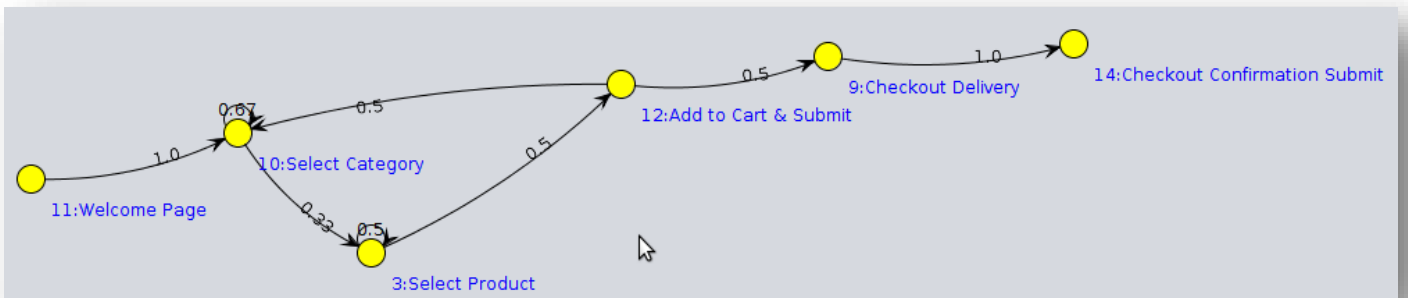 1.0
0.5
14:Checkout Confirmation Submit
9:Checkout Delivery
0.67
0.5
12:Add to Cart & Submit
1.0
0.5
10:Select Category
11:Welcome Page
0.33
0.5
3:Select Product